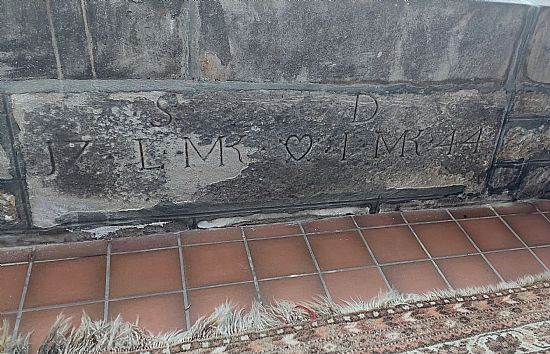 S D
17 · L · MK ♡ I · MK · 44